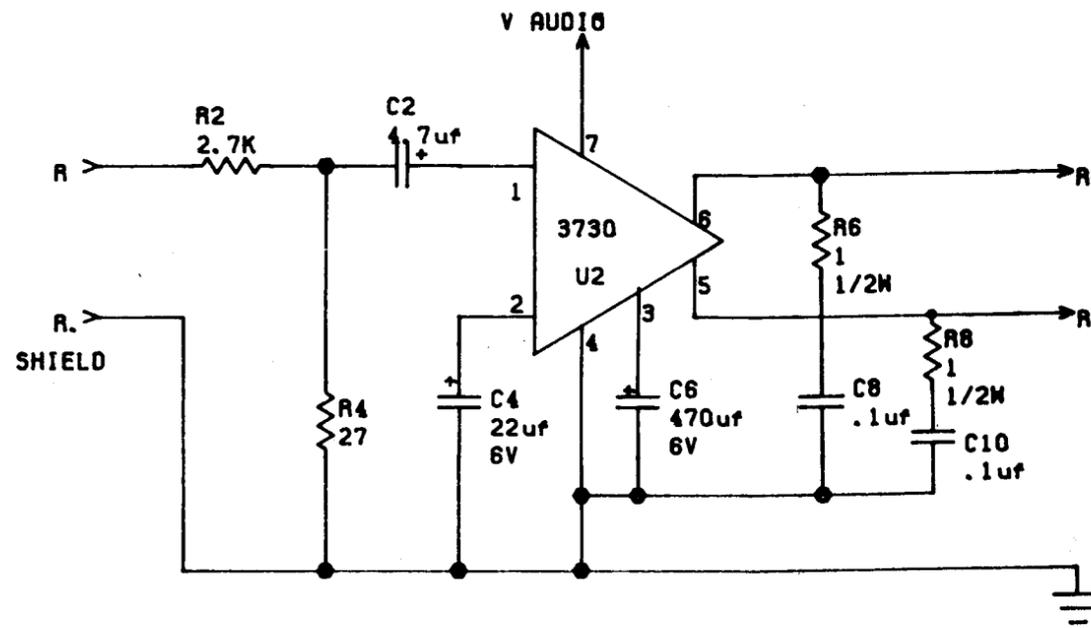 V AUDIO
R2
2.7K
C2
4.7uf
+
R
R
7
1
6
3730
U2
R6
1
1/2W
2
5
R.
SHIELD
R
3
4
R8
1
1/2W
+
C4
22uf
6V
+
C6
470uf
6V
C8
.1uf
R4
27
C10
.1uf